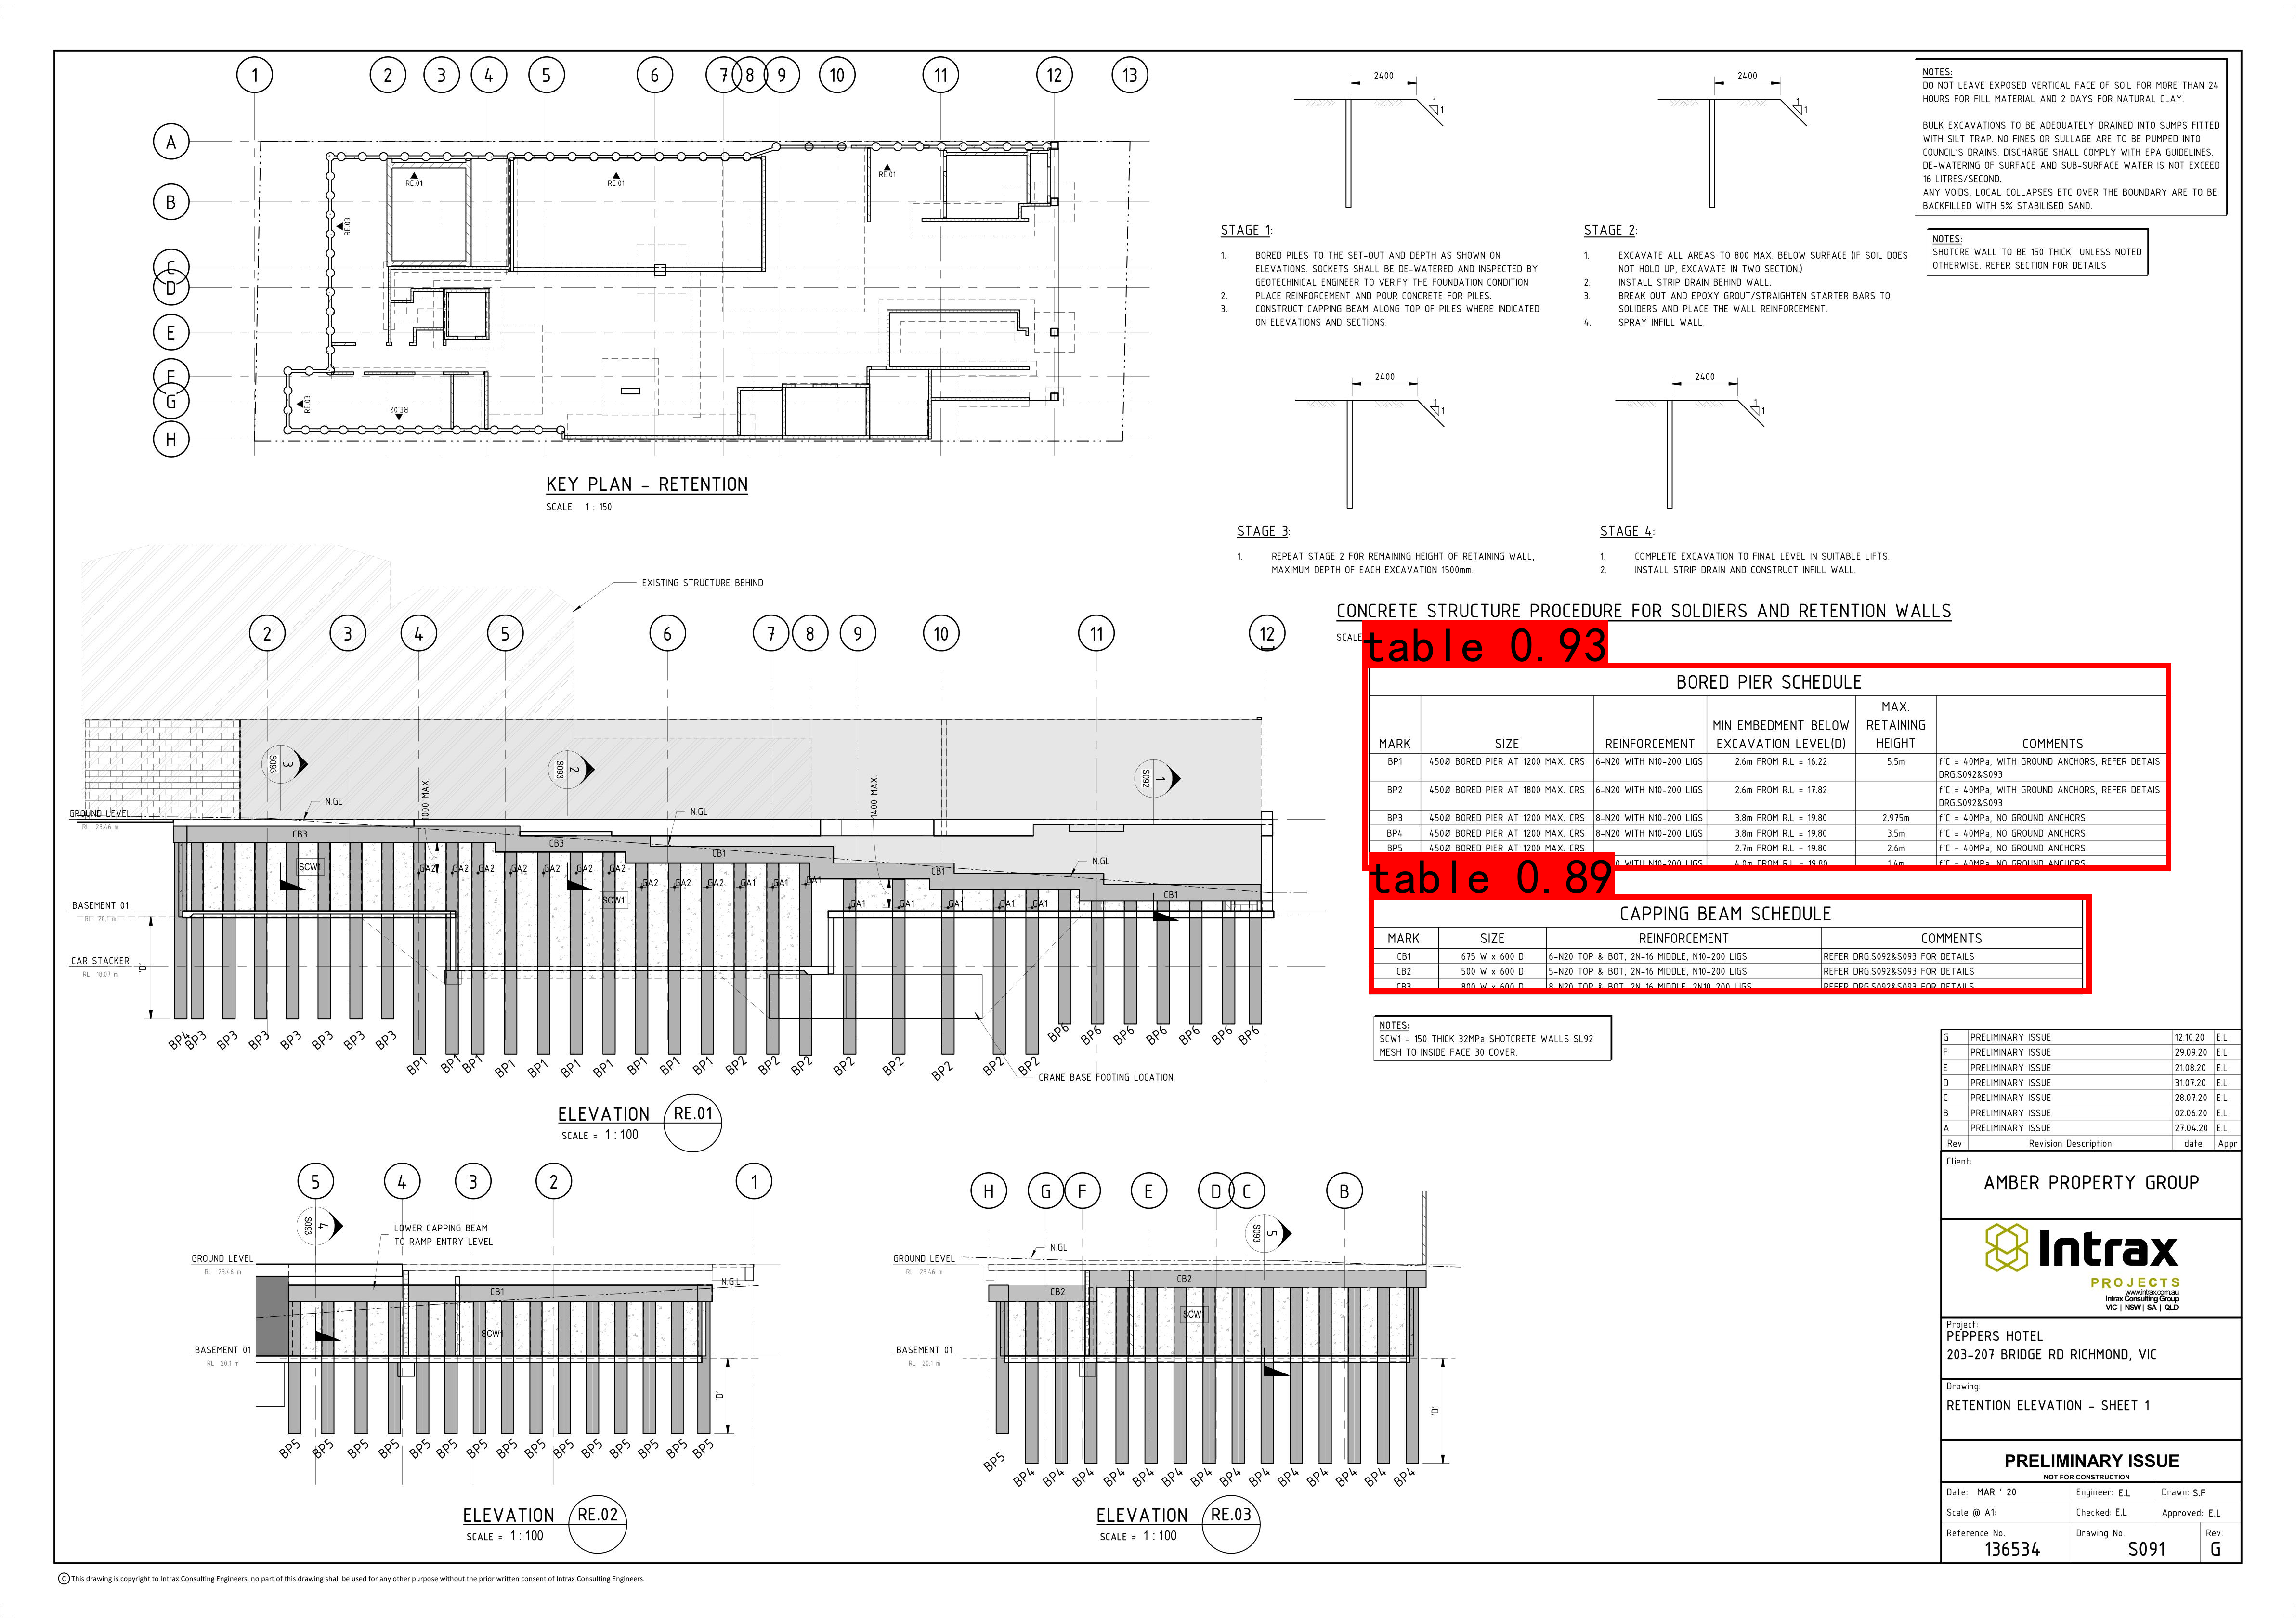 1 2 3 4 5 6 7 8 9 10 11 12 13
A
B
C
D
E
F
G
H
RE.01 RE.01 RE.01
RE.03
RE.03
RE.02
KEY PLAN - RETENTION
SCALE 1 : 150
2400
1
1
STAGE 1:
1. BORED PILES TO THE SET-OUT AND DEPTH AS SHOWN ON
ELEVATIONS. SOCKETS SHALL BE DE-WATERED AND INSPECTED BY
GEOTECHNICAL ENGINEER TO VERIFY THE FOUNDATION CONDITION
2. PLACE REINFORCEMENT AND POUR CONCRETE FOR PILES.
3. CONSTRUCT CAPPING BEAM ALONG TOP OF PILES WHERE INDICATED
ON ELEVATIONS AND SECTIONS.
2400
1
1
STAGE 2:
1. EXCAVATE ALL AREAS TO 800 MAX. BELOW SURFACE (IF SOIL DOES
NOT HOLD UP, EXCAVATE IN TWO SECTION.)
2. INSTALL STRIP DRAIN BEHIND WALL.
3. BREAK OUT AND EPOXY GROUT/STRAIGHTEN STARTER BARS TO
SOLIDERS AND PLACE THE WALL REINFORCEMENT.
4. SPRAY INFILL WALL.
2400
1
1
STAGE 3:
1. REPEAT STAGE 2 FOR REMAINING HEIGHT OF RETAINING WALL,
MAXIMUM DEPTH OF EACH EXCAVATION 1500mm.
2400
1
1
STAGE 4:
1. COMPLETE EXCAVATION TO FINAL LEVEL IN SUITABLE LIFTS.
2. INSTALL STRIP DRAIN AND CONSTRUCT INFILL WALL.
NOTES:
DO NOT LEAVE EXPOSED VERTICAL FACE OF SOIL FOR MORE THAN 24
HOURS FOR FILL MATERIAL AND 2 DAYS FOR NATURAL CLAY.
BULK EXCAVATIONS TO BE ADEQUATELY DRAINED INTO SUMPS FITTED
WITH SILT TRAP. NO FINES OR SULLAGE ARE TO BE PUMPED INTO
COUNCIL'S DRAINS. DISCHARGE SHALL COMPLY WITH EPA GUIDELINES.
DE-WATERING OF SURFACE AND SUB-SURFACE WATER IS NOT EXCEED
16 LITRES/SECOND.
ANY VOIDS, LOCAL COLLAPSES ETC OVER THE BOUNDARY ARE TO BE
BACKFILLED WITH 5% STABILISED SAND.
NOTES:
SHOTCRE WALL TO BE 150 THICK UNLESS NOTED
OTHERWISE. REFER SECTION FOR DETAILS
CONCRETE STRUCTURE PROCEDURE FOR SOLDIERS AND RETENTION WALLS
SCALE
table 0.93
BORED PIER SCHEDULE
MARK SIZE REINFORCEMENT MIN EMBEDMENT BELOW EXCAVATION LEVEL(D) MAX. RETAINING HEIGHT COMMENTS
BP1 450Ø BORED PIER AT 1200 MAX. CRS 6-N20 WITH N10-200 LIGS 2.6m FROM R.L = 16.22 5.5m f'C = 40MPa, WITH GROUND ANCHORS, REFER DETAIS
DRG.S092&S093
BP2 450Ø BORED PIER AT 1800 MAX. CRS 6-N20 WITH N10-200 LIGS 2.6m FROM R.L = 17.82 f'C = 40MPa, WITH GROUND ANCHORS, REFER DETAIS
DRG.S092&S093
BP3 450Ø BORED PIER AT 1200 MAX. CRS 8-N20 WITH N10-200 LIGS 3.8m FROM R.L = 19.80 2.975m f'C = 40MPa, NO GROUND ANCHORS
BP4 450Ø BORED PIER AT 1200 MAX. CRS 8-N20 WITH N10-200 LIGS 3.8m FROM R.L = 19.80 3.5m f'C = 40MPa, NO GROUND ANCHORS
BP5 450Ø BORED PIER AT 1200 MAX. CRS 2.7m FROM R.L = 19.80 2.6m f'C = 40MPa, NO GROUND ANCHORS
0 WITH N10-200 LIGS 4.0m FROM R.L = 19.80 1.4m f'C = 40MPa, NO GROUND ANCHORS
table 0.89
CAPPING BEAM SCHEDULE
MARK SIZE REINFORCEMENT COMMENTS
CB1 675 W x 600 D 6-N20 TOP & BOT, 2N-16 MIDDLE, N10-200 LIGS REFER DRG.S092&S093 FOR DETAILS
CB2 500 W x 600 D 5-N20 TOP & BOT, 2N-16 MIDDLE, N10-200 LIGS REFER DRG.S092&S093 FOR DETAILS
CB3 800 W x 600 D 8-N20 TOP & BOT, 2N-16 MIDDLE, 2N10-200 LIGS REFER DRG.S092&S093 FOR DETAILS
NOTES:
SCW1 - 150 THICK 32MPa SHOTCRETE WALLS SL92
MESH TO INSIDE FACE 30 COVER.
EXISTING STRUCTURE BEHIND
2 3 4 5 6 7 8 9 10 11 12
3 S093
2 S093
1 S092
1000 MAX.
1400 MAX.
N.GL
N.GL
N.GL
GROUND LEVEL
RL 23.46 m
CB3 CB3 CB1 CB1 CB1
SCW1 SCW1
GA2 GA2 GA2 GA2 GA2 GA2 GA2 GA2 GA2 GA2 GA1 GA1 GA1 GA1 GA1 GA1 GA1 GA1
BASEMENT 01
RL 20.1 m
CAR STACKER
RL 18.07 m
'D'
BP4 BP3 BP3 BP3 BP3 BP3 BP3 BP3 BP1 BP1 BP1 BP1 BP1 BP1 BP1 BP1 BP1 BP1 BP2 BP2 BP2 BP2 BP2 BP2 BP2 BP2 BP6 BP6 BP6 BP6 BP6 BP6 BP6
CRANE BASE FOOTING LOCATION
ELEVATION RE.01
SCALE = 1 : 100
5 4 3 2 1
4 S093
LOWER CAPPING BEAM
TO RAMP ENTRY LEVEL
GROUND LEVEL
RL 23.46 m
N.G.L
CB1
SCW1
BASEMENT 01
RL 20.1 m
'D'
BP5 BP5 BP5 BP5 BP5 BP5 BP5 BP5 BP5 BP5 BP5 BP5 BP5 BP5
ELEVATION RE.02
SCALE = 1 : 100
H G F E D C B
5 S093
N.GL
GROUND LEVEL
RL 23.46 m
CB2
CB2
SCW1
BASEMENT 01
RL 20.1 m
'D'
BP5 BP4 BP4 BP4 BP4 BP4 BP4 BP4 BP4 BP4 BP4 BP4 BP4 BP4 BP4
ELEVATION RE.03
SCALE = 1 : 100
G PRELIMINARY ISSUE 12.10.20 E.L
F PRELIMINARY ISSUE 29.09.20 E.L
E PRELIMINARY ISSUE 21.08.20 E.L
D PRELIMINARY ISSUE 31.07.20 E.L
C PRELIMINARY ISSUE 28.07.20 E.L
B PRELIMINARY ISSUE 02.06.20 E.L
A PRELIMINARY ISSUE 27.04.20 E.L
Rev Revision Description date Appr
Client:
AMBER PROPERTY GROUP
Intrax
PROJECTS
www.intrax.com.au
Intrax Consulting Group
VIC | NSW | SA | QLD
Project:
PEPPERS HOTEL
203-207 BRIDGE RD RICHMOND, VIC
Drawing:
RETENTION ELEVATION - SHEET 1
PRELIMINARY ISSUE
NOT FOR CONSTRUCTION
Date: MAR ' 20 Engineer: E.L Drawn: S.F
Scale @ A1: Checked: E.L Approved: E.L
Reference No. Drawing No. Rev.
136534 S091 G
C This drawing is copyright to Intrax Consulting Engineers, no part of this drawing shall be used for any other purpose without the prior written consent of Intrax Consulting Engineers.